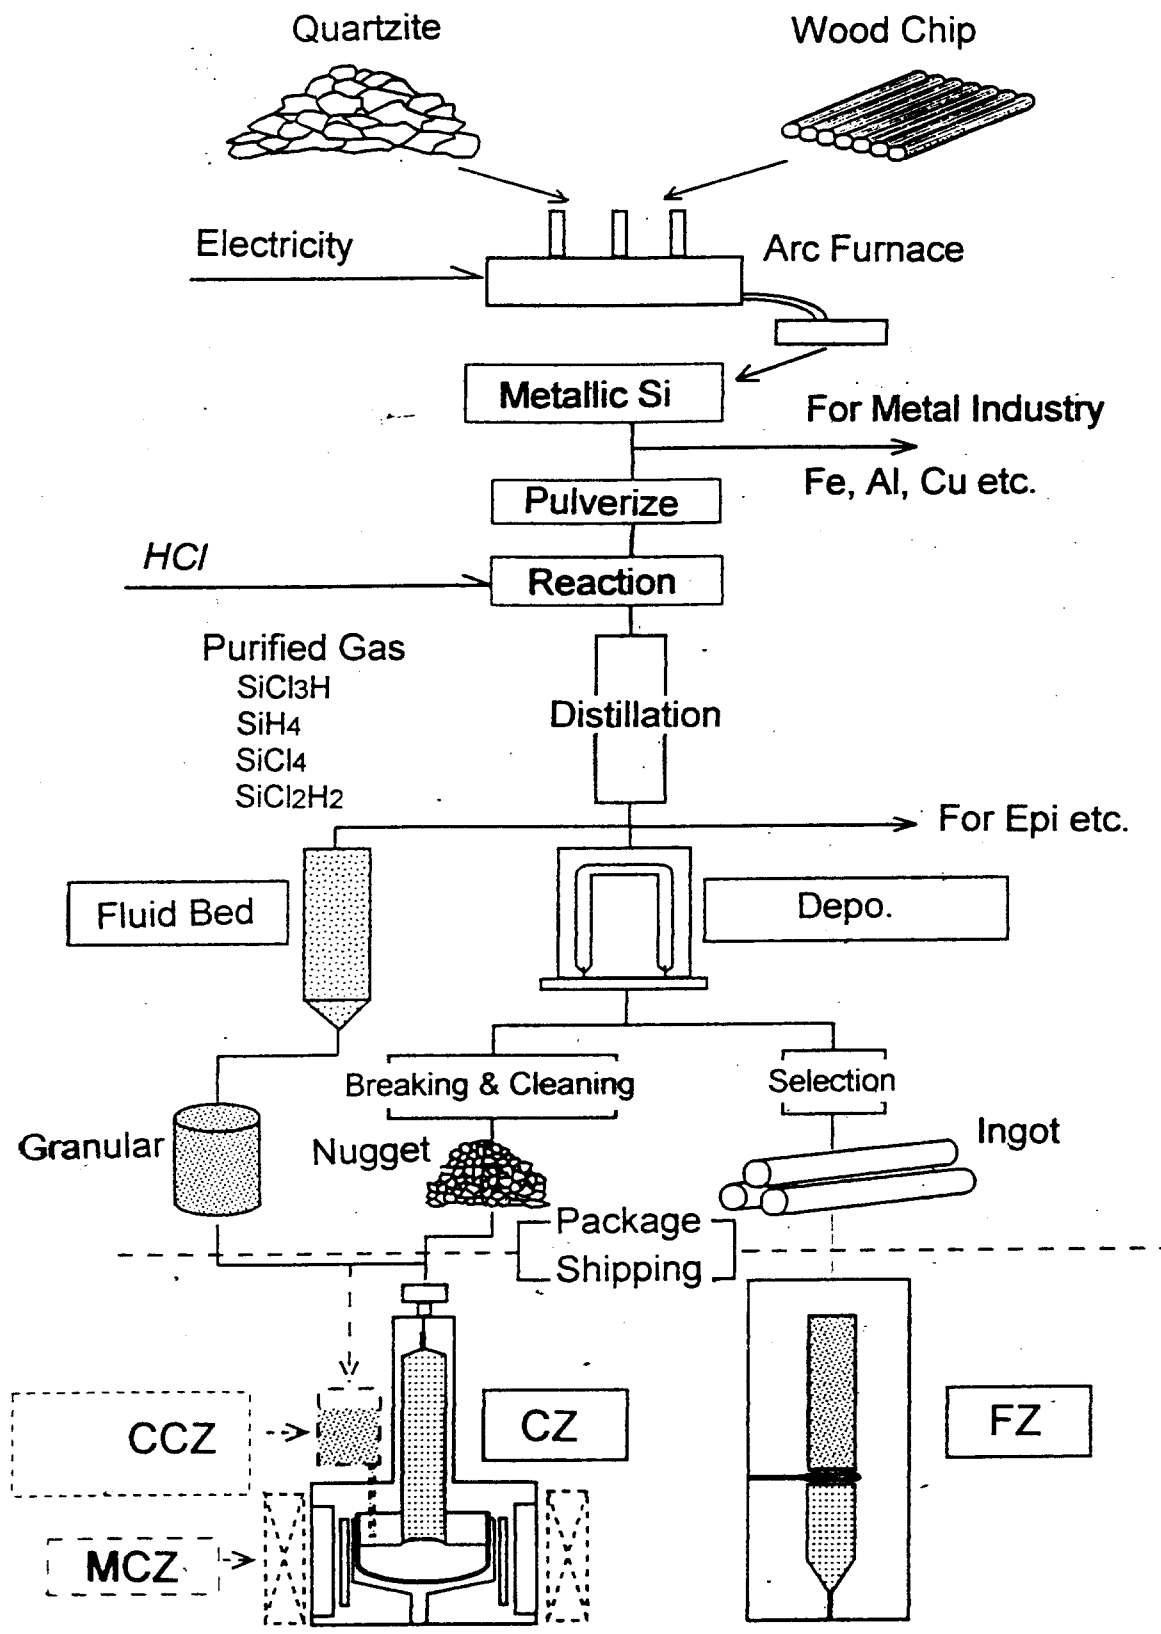 Quartzite
Wood Chip
Electricity
Arc Furnace
Metallic Si
For Metal Industry
Fe, Al, Cu etc.
Pulverize
HCl
Reaction
Purified Gas
SiCl3H
SiH4
SiCl4
SiCl2H2
Distillation
For Epi etc.
Fluid Bed
Depo.
Breaking & Cleaning
Selection
Granular
Nugget
Ingot
Package
Shipping
CCZ
CZ
FZ
MCZ